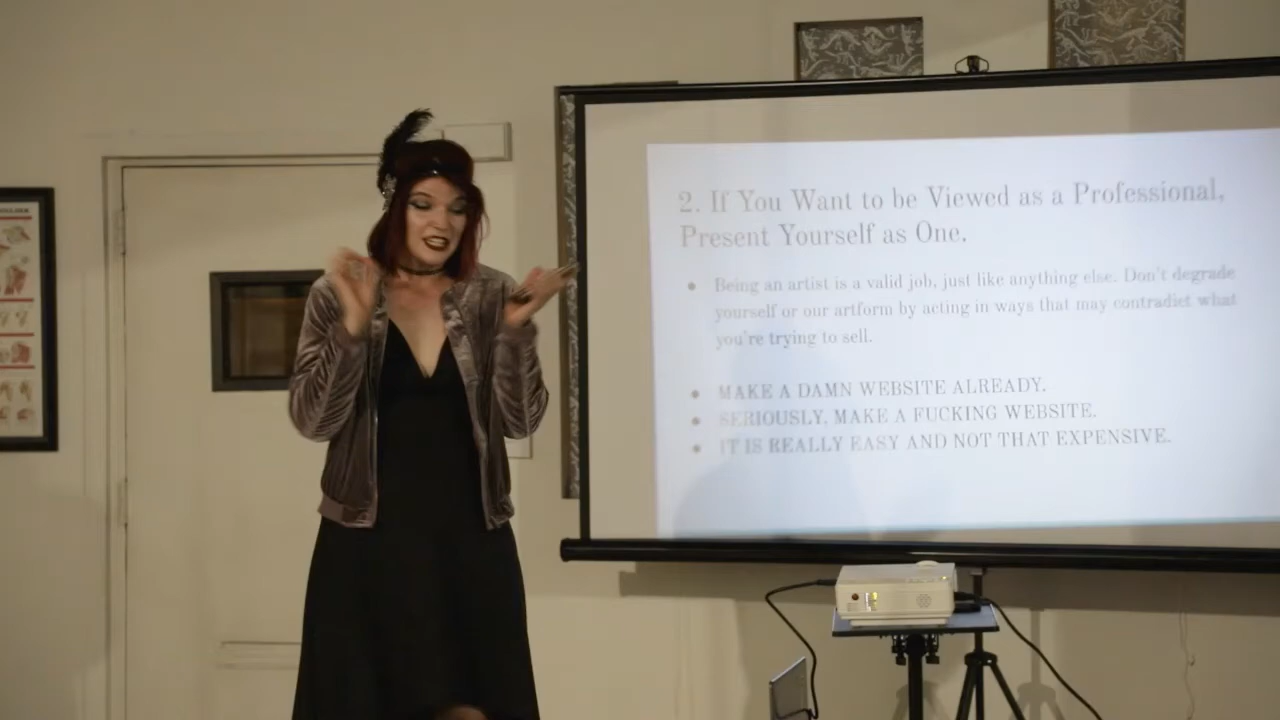 2. If You Want to be Viewed as a Professional,
Present Yourself as One.
Being an artist is a valid job, just like anything else. Don't degrade
yourself or our artform by acting in ways that may contradict what
you're trying to sell.
MAKE A DAMN WEBSITE ALREADY.
SERIOUSLY, MAKE A FUCKING WEBSITE.
IT IS REALLY EASY AND NOT THAT EXPENSIVE.